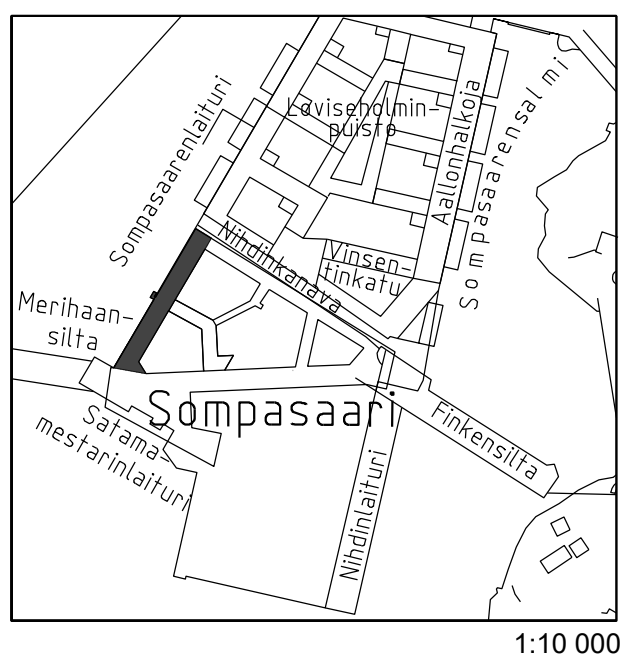 Sompasaarenlaituri
Loviseholmin-
puisto
Aallonhalkoja
Sompasaarensalmi
Nihdinkanava
Vinsen-
tinkatu
Merihaan-
silta
Sompasaari
Satama-
mestarinlaituri
Nihdinlaituri
Finkensilta
1:10 000